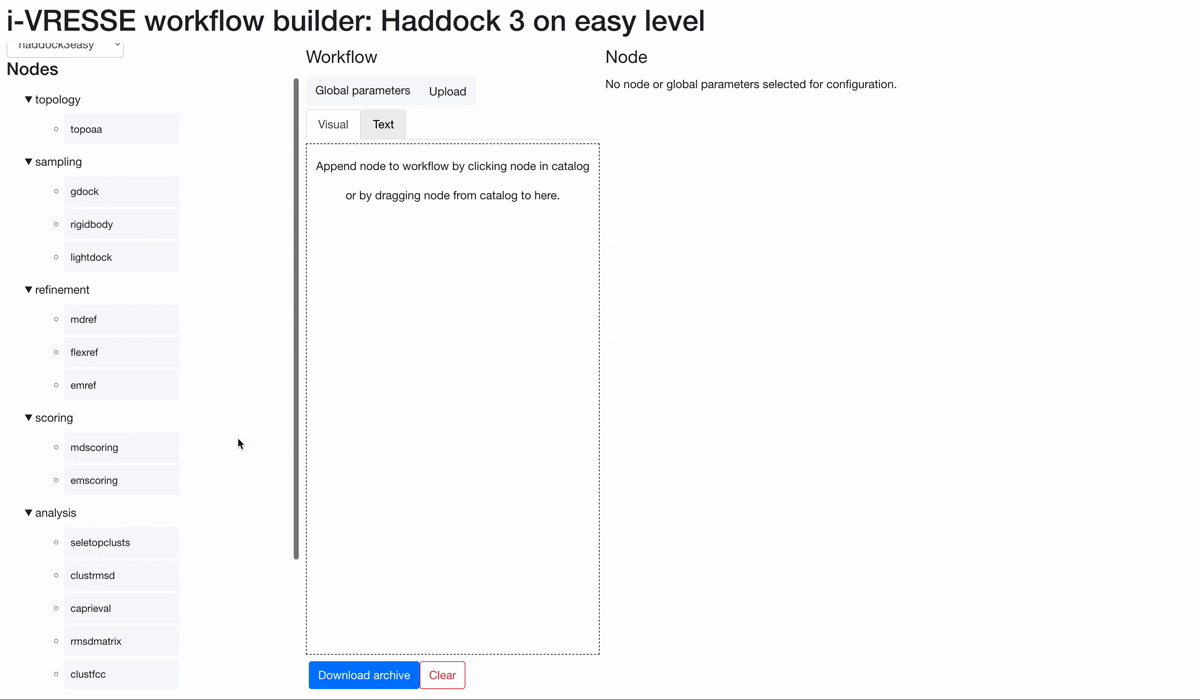 i-VRESSE workflow builder: Haddock 3 on easy level
haddock3easy
Nodes
topology
topoaa
sampling
gdock
rigidbody
lightdock
refinement
mdref
flexref
emref
scoring
mdscoring
emscoring
analysis
seletopclusts
clustrmsd
caprieval
rmsdmatrix
clustfcc
Workflow
Global parameters
Upload
Visual
Text
Append node to workflow by clicking node in catalog
or by dragging node from catalog to here.
Download archive
Clear
Node
No node or global parameters selected for configuration.